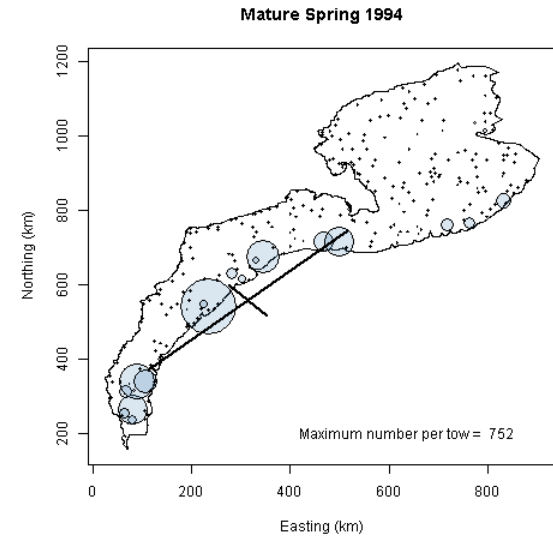 Mature Spring 1994
1200
1000
800
600
400
200
Northing (km)
Maximum number per tow = 752
0 200 400 600 800
Easting (km)